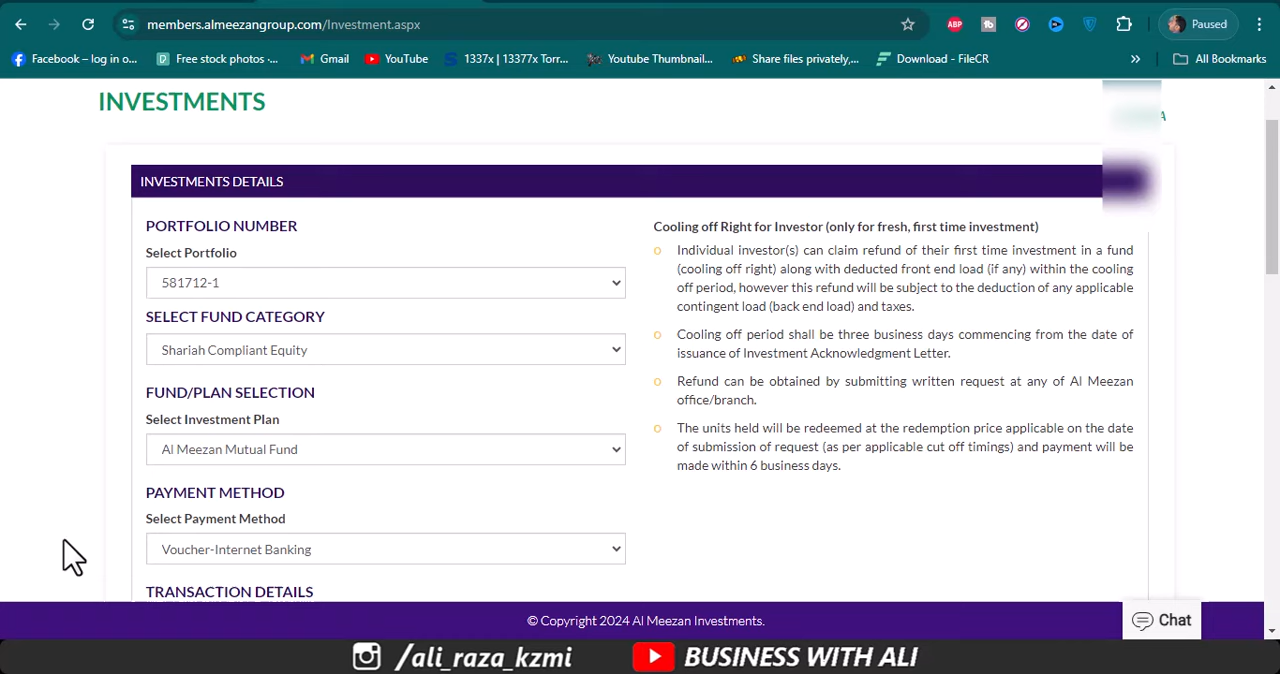 members.almeezangroup.com/Investment.aspx
ABP
Paused
Facebook – log in o...
Free stock photos -...
Gmail
YouTube
1337x | 13377x Torr...
Youtube Thumbnail...
Share files privately,...
Download - FileCR
»
All Bookmarks
INVESTMENTS
A
INVESTMENTS DETAILS
PORTFOLIO NUMBER
Select Portfolio
581712-1
SELECT FUND CATEGORY
Shariah Compliant Equity
FUND/PLAN SELECTION
Select Investment Plan
Al Meezan Mutual Fund
PAYMENT METHOD
Select Payment Method
Voucher-Internet Banking
TRANSACTION DETAILS
Cooling off Right for Investor (only for fresh, first time investment)
o Individual investor(s) can claim refund of their first time investment in a fund
(cooling off right) along with deducted front end load (if any) within the cooling
off period, however this refund will be subject to the deduction of any applicable
contingent load (back end load) and taxes.
o Cooling off period shall be three business days commencing from the date of
issuance of Investment Acknowledgment Letter.
o Refund can be obtained by submitting written request at any of Al Meezan
office/branch.
o The units held will be redeemed at the redemption price applicable on the date
of submission of request (as per applicable cut off timings) and payment will be
made within 6 business days.
© Copyright 2024 Al Meezan Investments.
Chat
/ali_raza_kzmi
BUSINESS WITH ALI